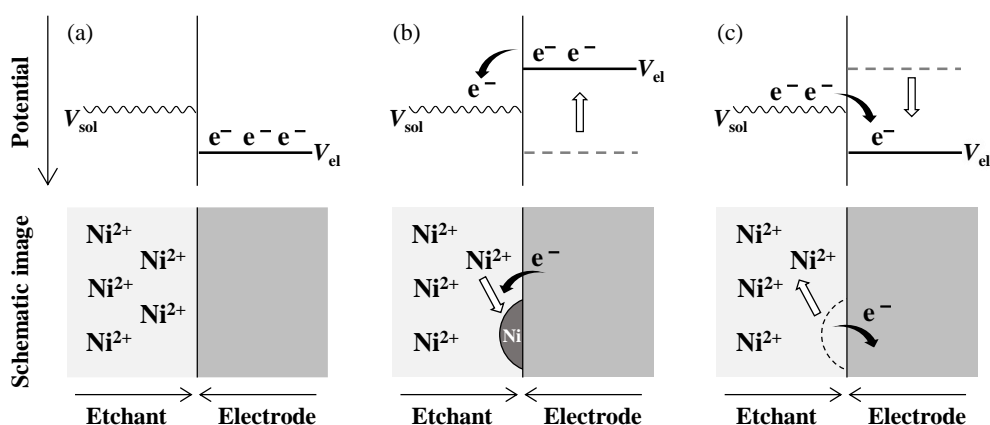 Potential
(a)
V_sol
e⁻ e⁻ e⁻
V_el
(b)
e⁻ e⁻
e⁻
V_sol
V_el
(c)
e⁻ e⁻
V_sol
e⁻
V_el
Schematic image
Ni²⁺
Ni²⁺
Ni²⁺
Ni²⁺
Ni²⁺
Ni²⁺
Ni²⁺ e⁻
Ni²⁺
Ni²⁺ Ni
Ni²⁺
Ni²⁺
Ni²⁺
e⁻
Ni²⁺
Etchant Electrode
Etchant Electrode
Etchant Electrode